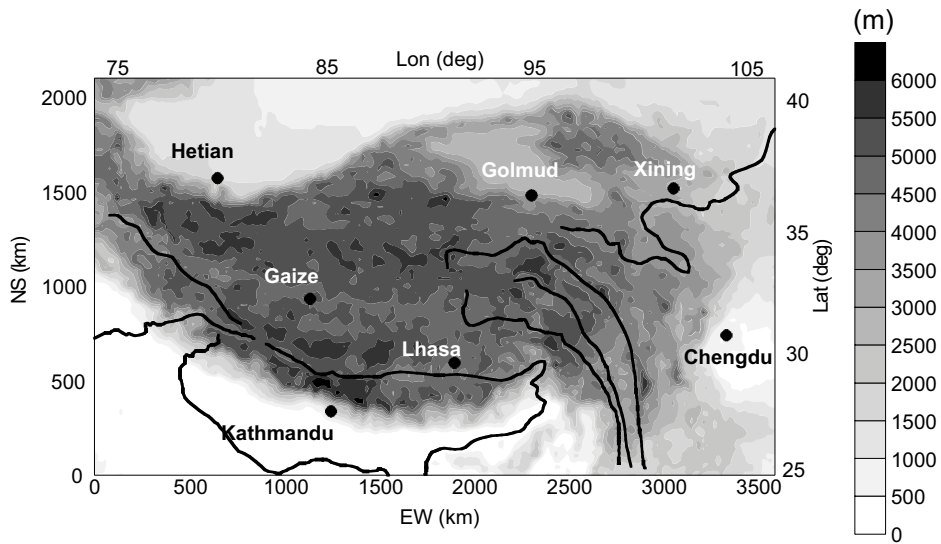 (m)
75 85 Lon (deg) 95 105
2000 40 6000
Hetian 5500
Golmud Xining 5000
1500 4500
35 4000
NS (km) Lat (deg)
1000 Gaize 3500
3000
Lhasa 30 2500
500 Chengdu 2000
1500
Kathmandu 1000
0 25 500
0 500 1000 1500 2000 2500 3000 3500 0
EW (km)